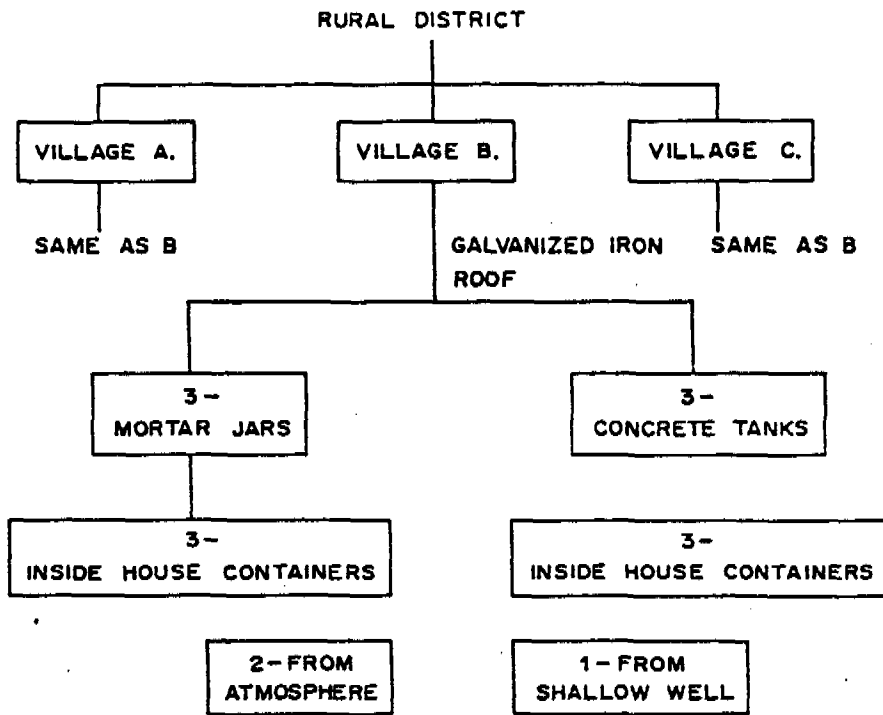 RURAL DISTRICT
VILLAGE A.
VILLAGE B.
VILLAGE C.
SAME AS B
GALVANIZED IRON
ROOF
SAME AS B
3-
MORTAR JARS
3-
CONCRETE TANKS
3-
INSIDE HOUSE CONTAINERS
3-
INSIDE HOUSE CONTAINERS
2-FROM
ATMOSPHERE
1-FROM
SHALLOW WELL